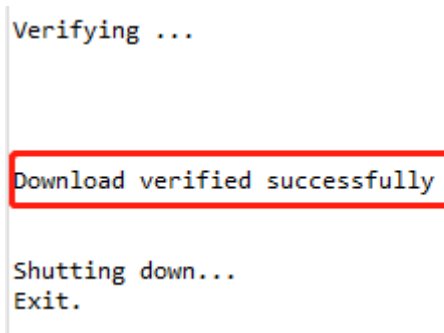 Verifying ...
Download verified successfully
Shutting down...
Exit.